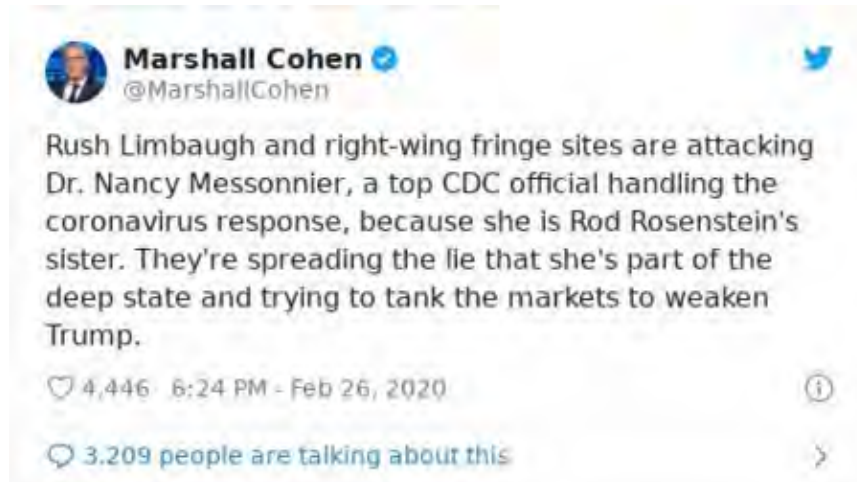 Marshall Cohen
@MarshallCohen
Rush Limbaugh and right-wing fringe sites are attacking
Dr. Nancy Messonnier, a top CDC official handling the
coronavirus response, because she is Rod Rosenstein's
sister. They're spreading the lie that she's part of the
deep state and trying to tank the markets to weaken
Trump.
4,446 6:24 PM - Feb 26, 2020
3.209 people are talking about this